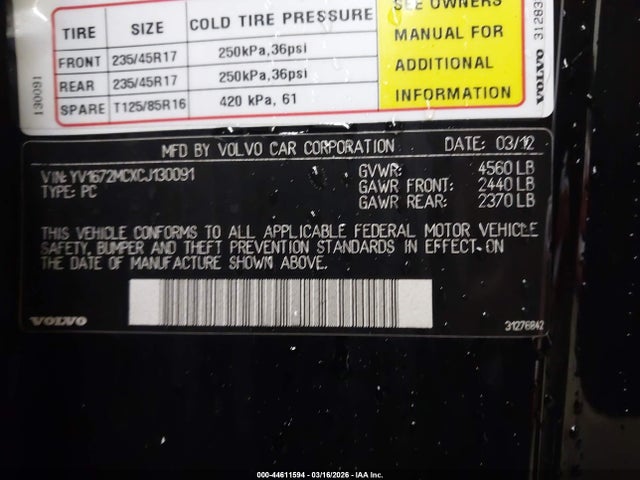 TIRE SIZE COLD TIRE PRESSURE
FRONT 235/45R17 250kPa,36psi
REAR 235/45R17 250kPa,36psi
SPARE T125/85R16 420 kPa, 61
SEE OWNERS
MANUAL FOR
ADDITIONAL
INFORMATION
130091
VOLVO 31283
MFD BY VOLVO CAR CORPORATION DATE: 03/12
VIN: YV1672MCXCJ130091 GVWR: 4560 LB
TYPE: PC GAWR FRONT: 2440 LB
GAWR REAR: 2370 LB
THIS VEHICLE CONFORMS TO ALL APPLICABLE FEDERAL MOTOR VEHICLE
SAFETY, BUMPER AND THEFT PREVENTION STANDARDS IN EFFECT ON
THE DATE OF MANUFACTURE SHOWN ABOVE.
VOLVO 31276842
000-44611594 - 03/16/2026 - IAA Inc.